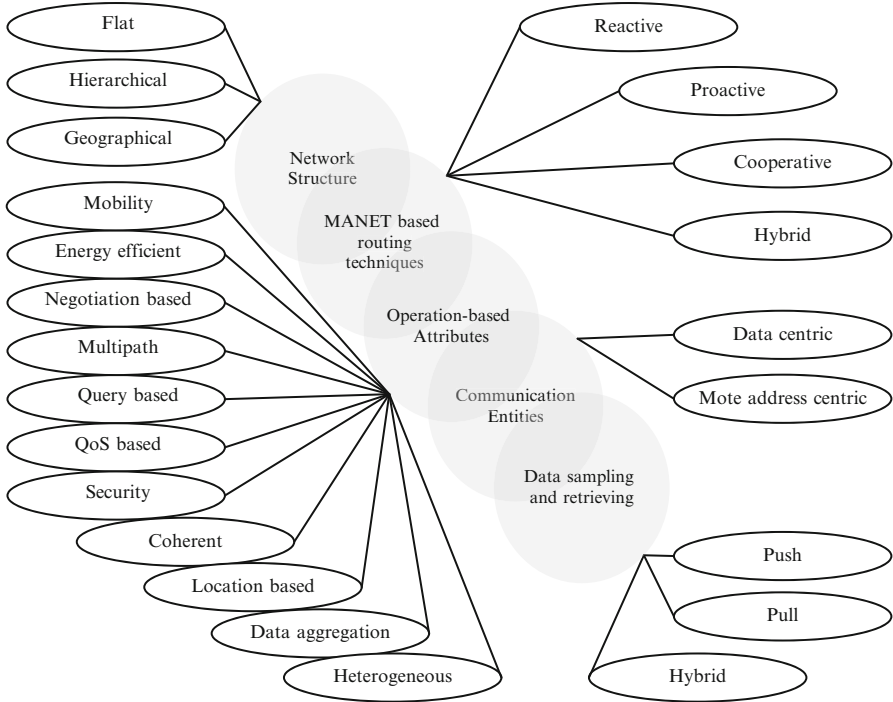 Flat
Hierarchical
Geographical
Network
Structure
Reactive
Proactive
Cooperative
Hybrid
MANET based
routing
techniques
Mobility
Energy efficient
Negotiation based
Multipath
Query based
QoS based
Security
Coherent
Location based
Data aggregation
Heterogeneous
Operation-based
Attributes
Communication
Entities
Data centric
Mote address centric
Data sampling
and retrieving
Push
Pull
Hybrid